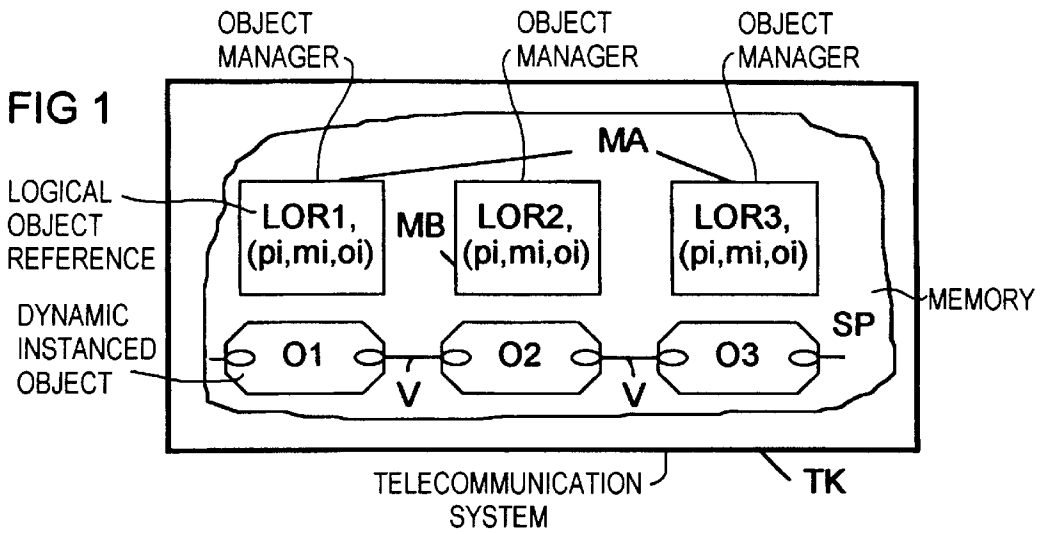 OBJECT MANAGER
OBJECT MANAGER
OBJECT MANAGER
FIG 1
MA
LOGICAL OBJECT REFERENCE
LOR1, (pi,mi,oi)
MB
LOR2, (pi,mi,oi)
LOR3, (pi,mi,oi)
MEMORY
SP
DYNAMIC INSTANCED OBJECT
O1
V
O2
V
O3
TELECOMMUNICATION SYSTEM
TK